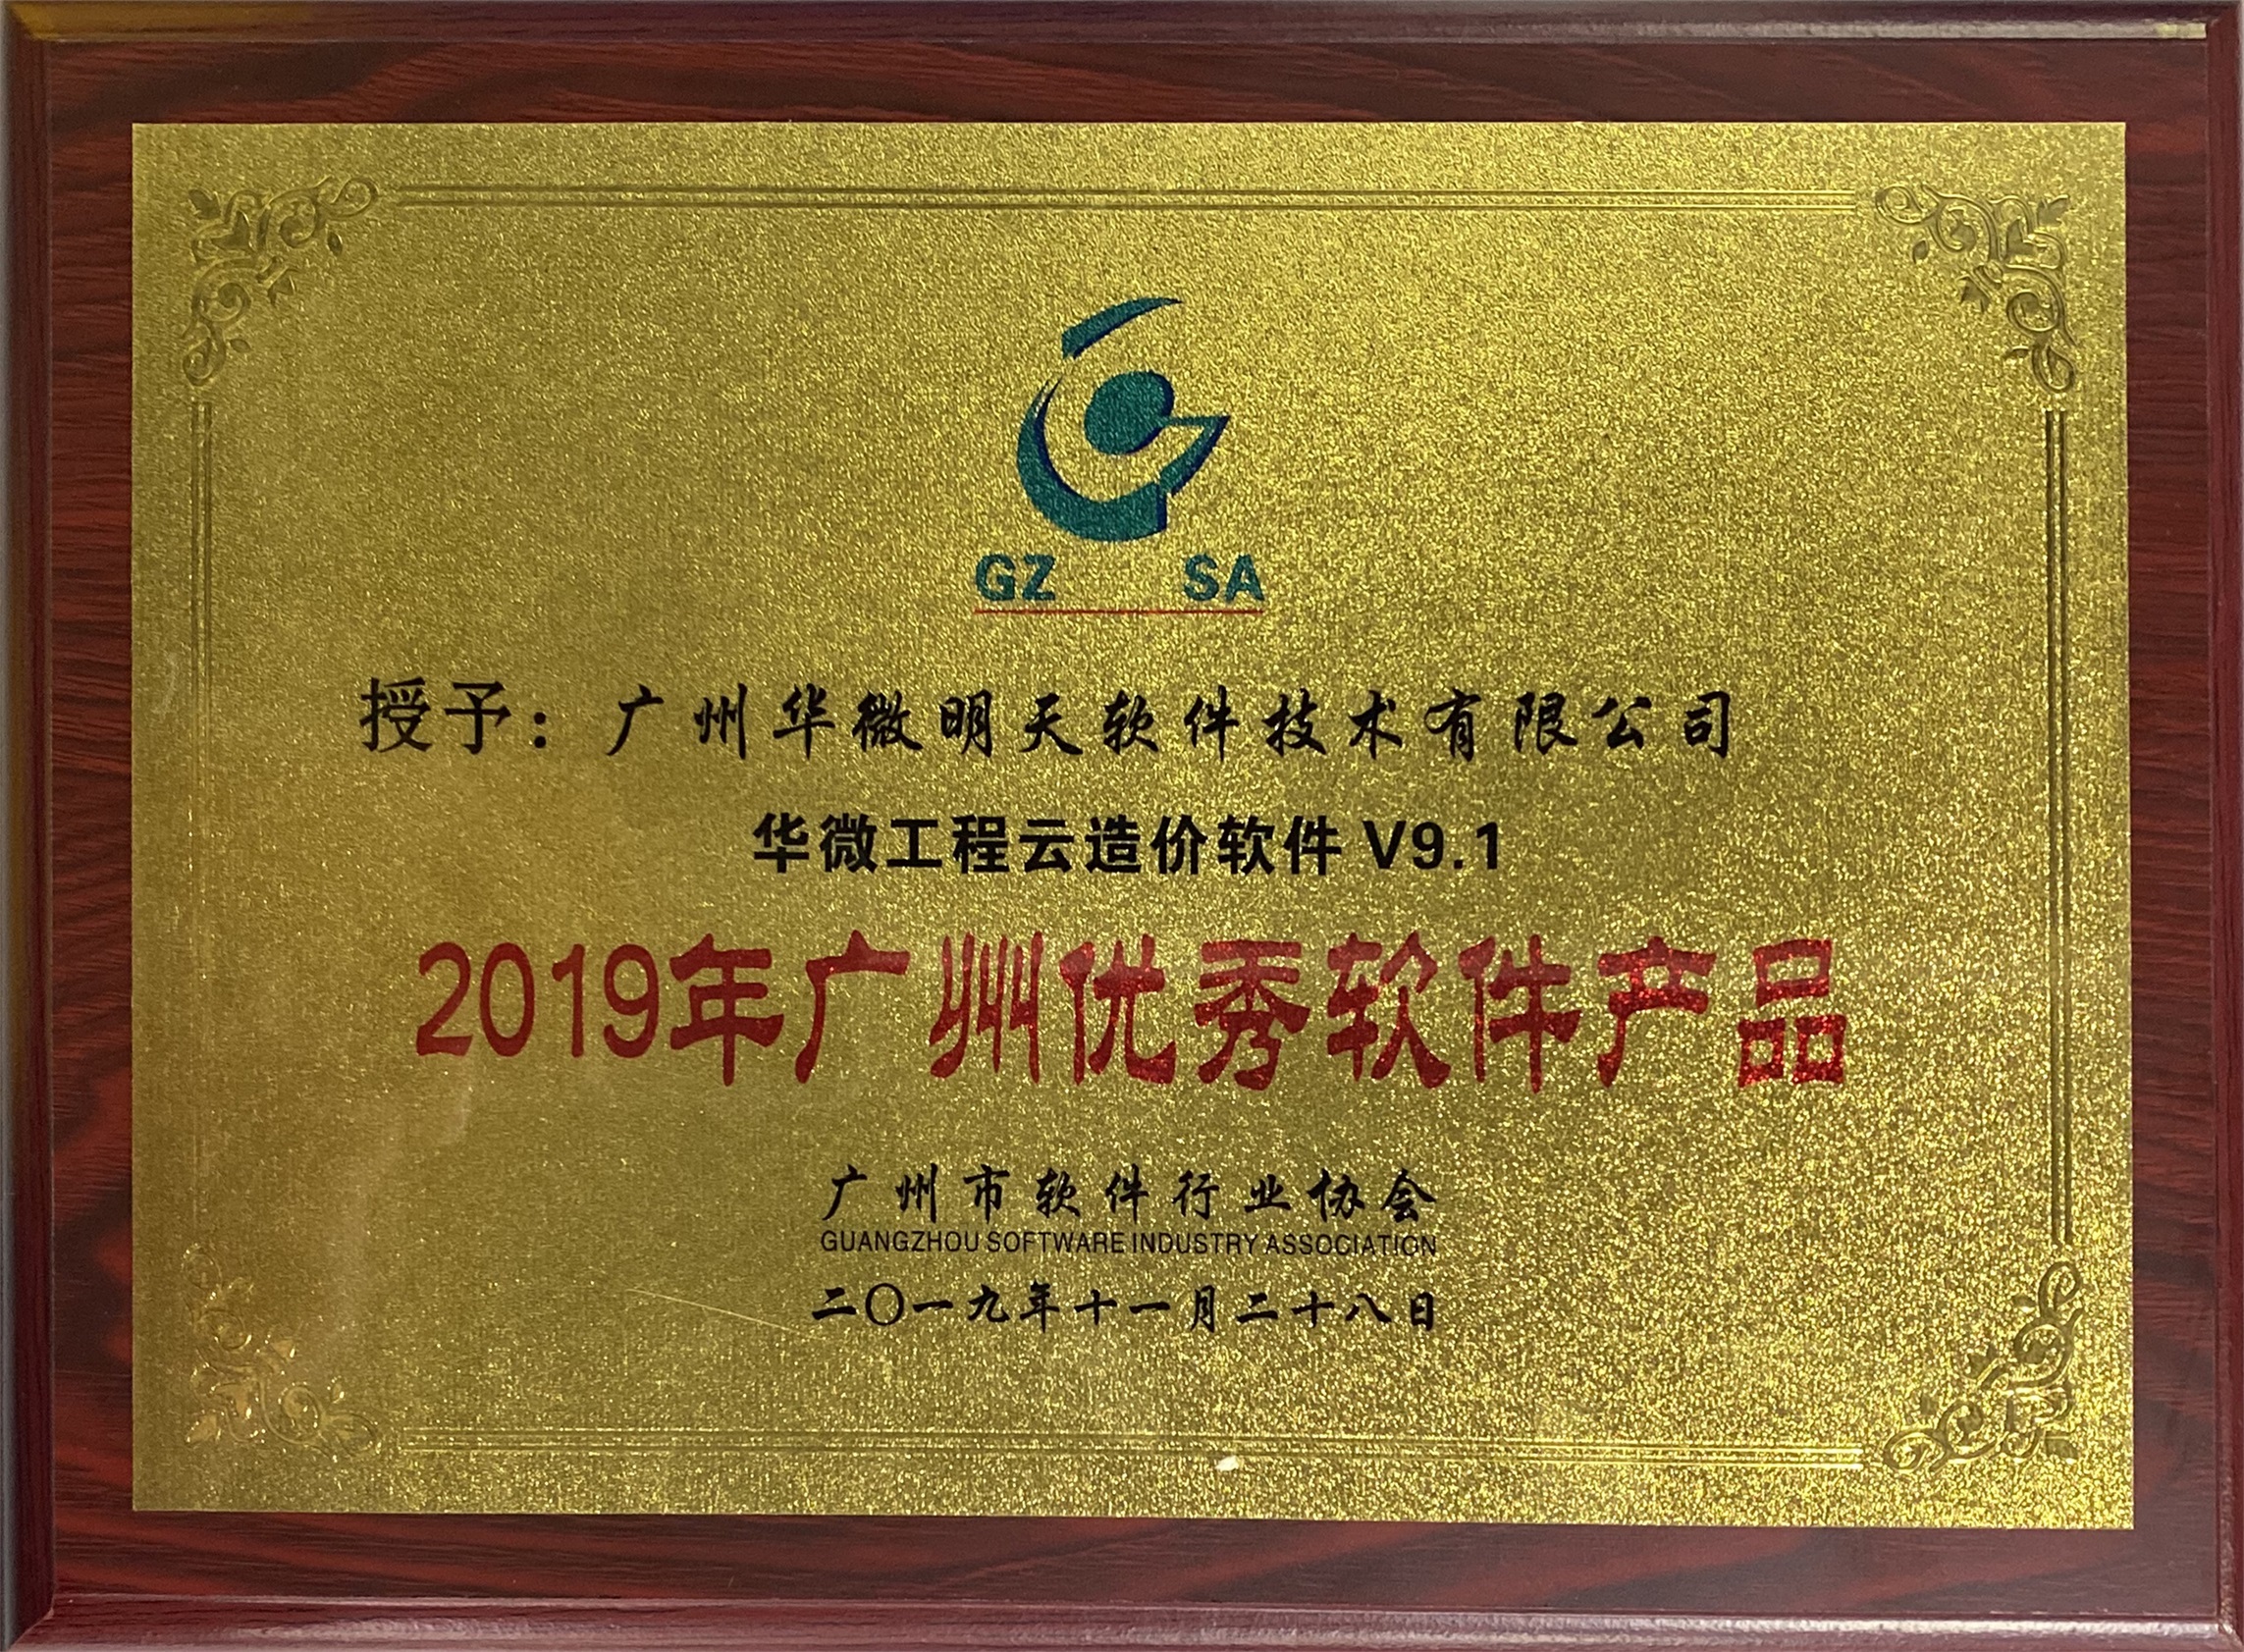 GZ SA
授予：广州华微明天软件技术有限公司
华微工程云造价软件 V9.1
2019年广州优秀软件产品
广州市软件行业协会
GUANGZHOU SOFTWARE INDUSTRY ASSOCIATION
二〇一九年十一月二十八日